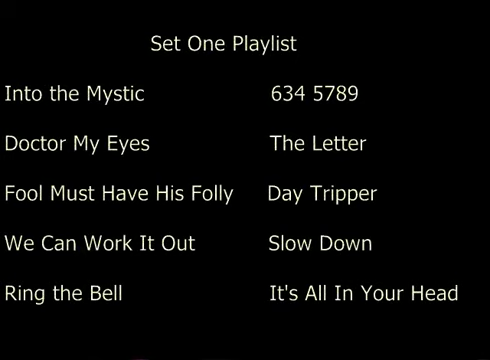 Set One Playlist
Into the Mystic
Doctor My Eyes
Fool Must Have His Folly
We Can Work It Out
Ring the Bell
634 5789
The Letter
Day Tripper
Slow Down
It's All In Your Head